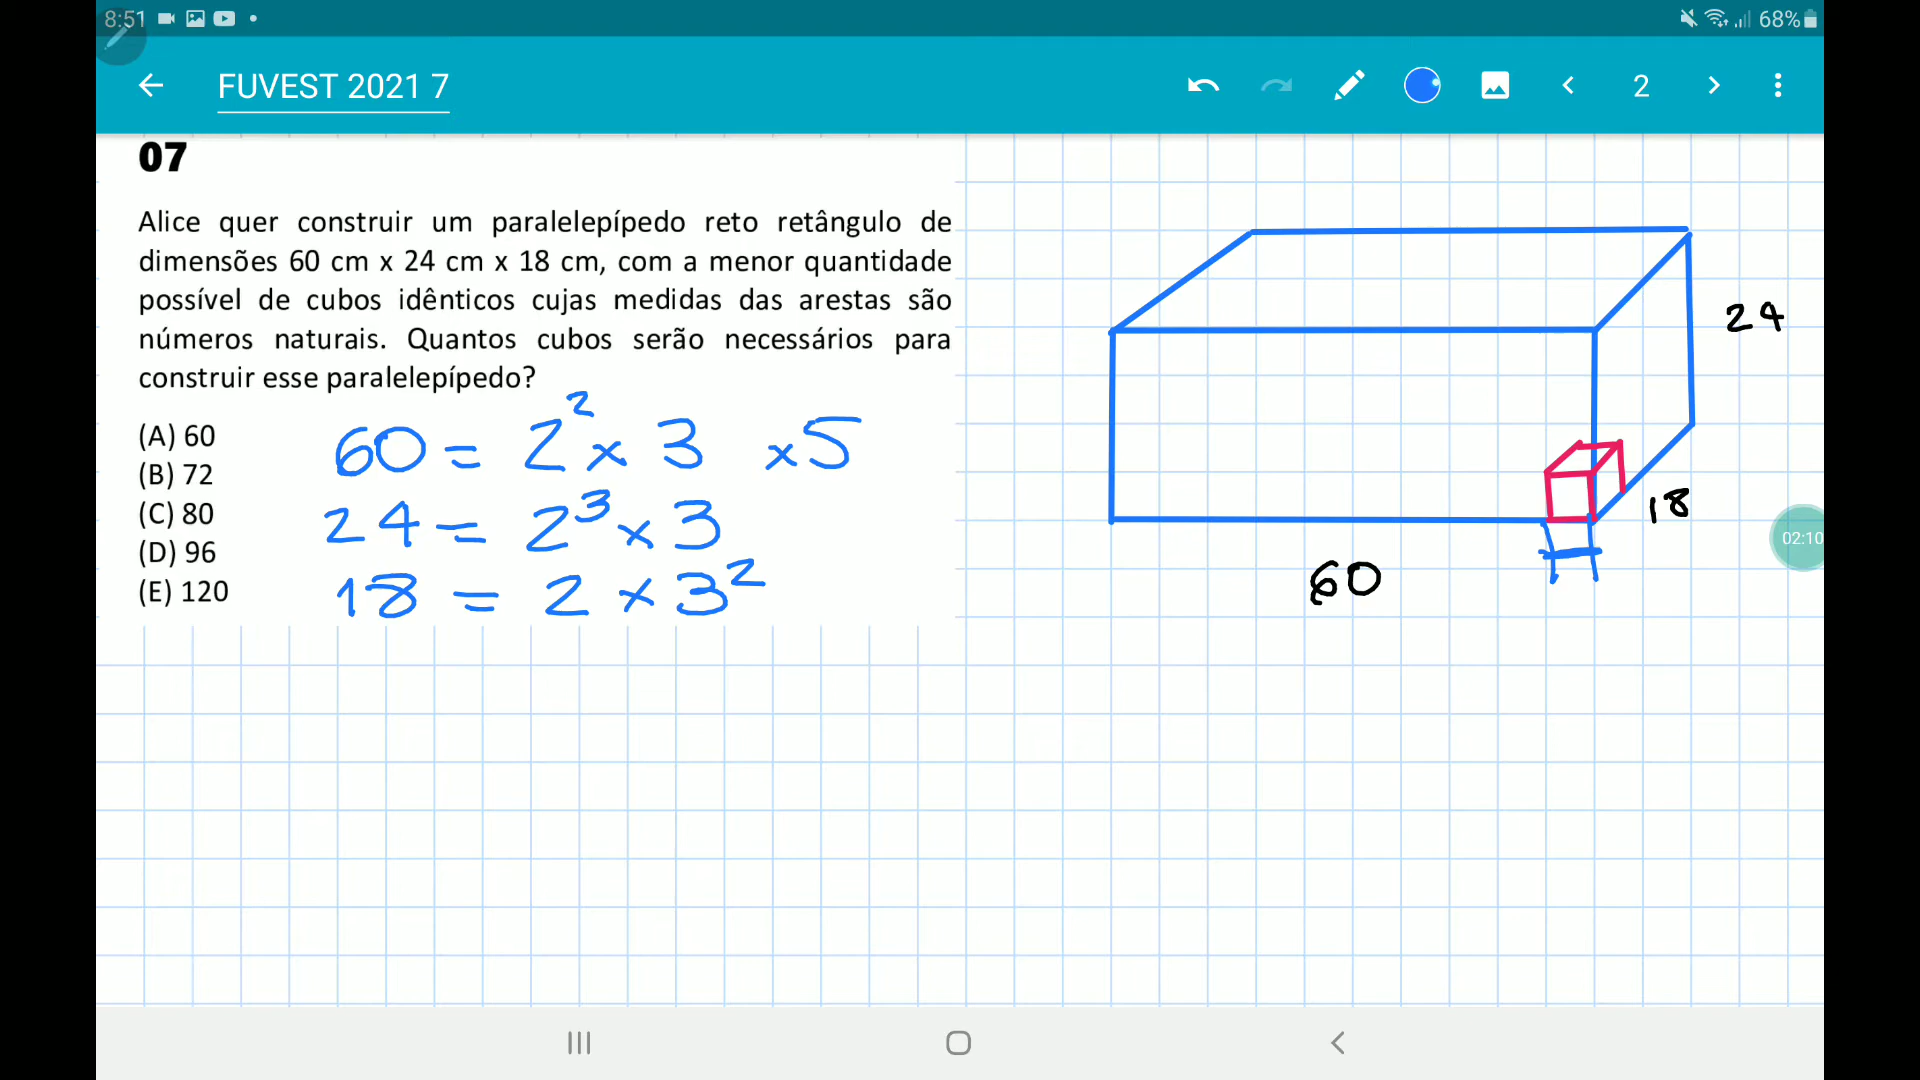 8:51
68%
FUVEST 2021 7
2
07
Alice quer construir um paralelepípedo reto retângulo de
dimensões 60 cm x 24 cm x 18 cm, com a menor quantidade
possível de cubos idênticos cujas medidas das arestas são
números naturais. Quantos cubos serão necessários para
construir esse paralelepípedo?
(A) 60
(B) 72
(C) 80
(D) 96
(E) 120
60 = 2² x 3 x 5
24 = 2³ x 3
18 = 2 x 3²
24
18
60
02:10